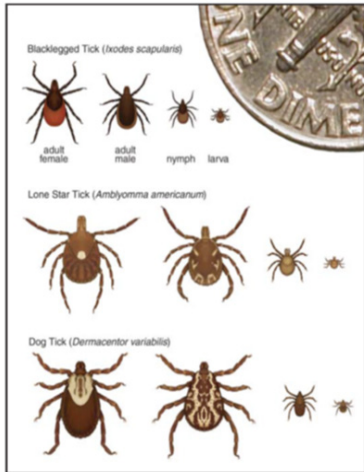 Blacklegged Tick (Ixodes scapularis)
ONE DIME
adult female
adult male
nymph
larva
Lone Star Tick (Amblyomma americanum)
Dog Tick (Dermacentor variabilis)